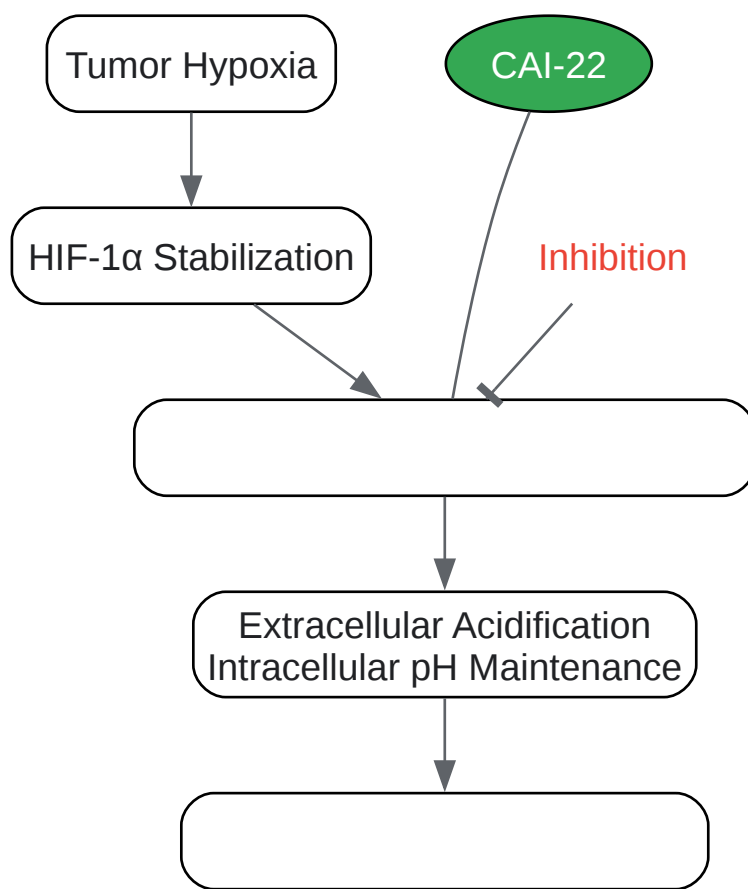 Tumor Hypoxia
CAI-22
HIF-1α Stabilization
Inhibition
Extracellular Acidification
Intracellular pH Maintenance